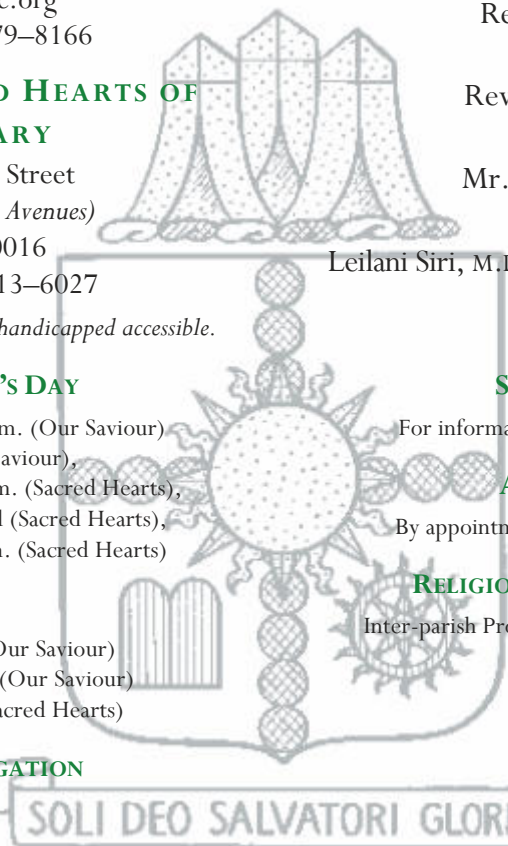 c.org
79–8166
D HEARTS OF
ARY
Street
Avenues)
0016
13–6027
handicapped accessible.
'S DAY
m. (Our Saviour)
aviour),
m. (Sacred Hearts),
l (Sacred Hearts),
n. (Sacred Hearts)
Our Saviour)
(Our Saviour)
acred Hearts)
GATION
Re
Rev
Mr.
Leilani Siri, M.D
S
For informa
A
By appointm
RELIGIO
Inter-parish Pro
SOLI DEO SALVATORI GLORI